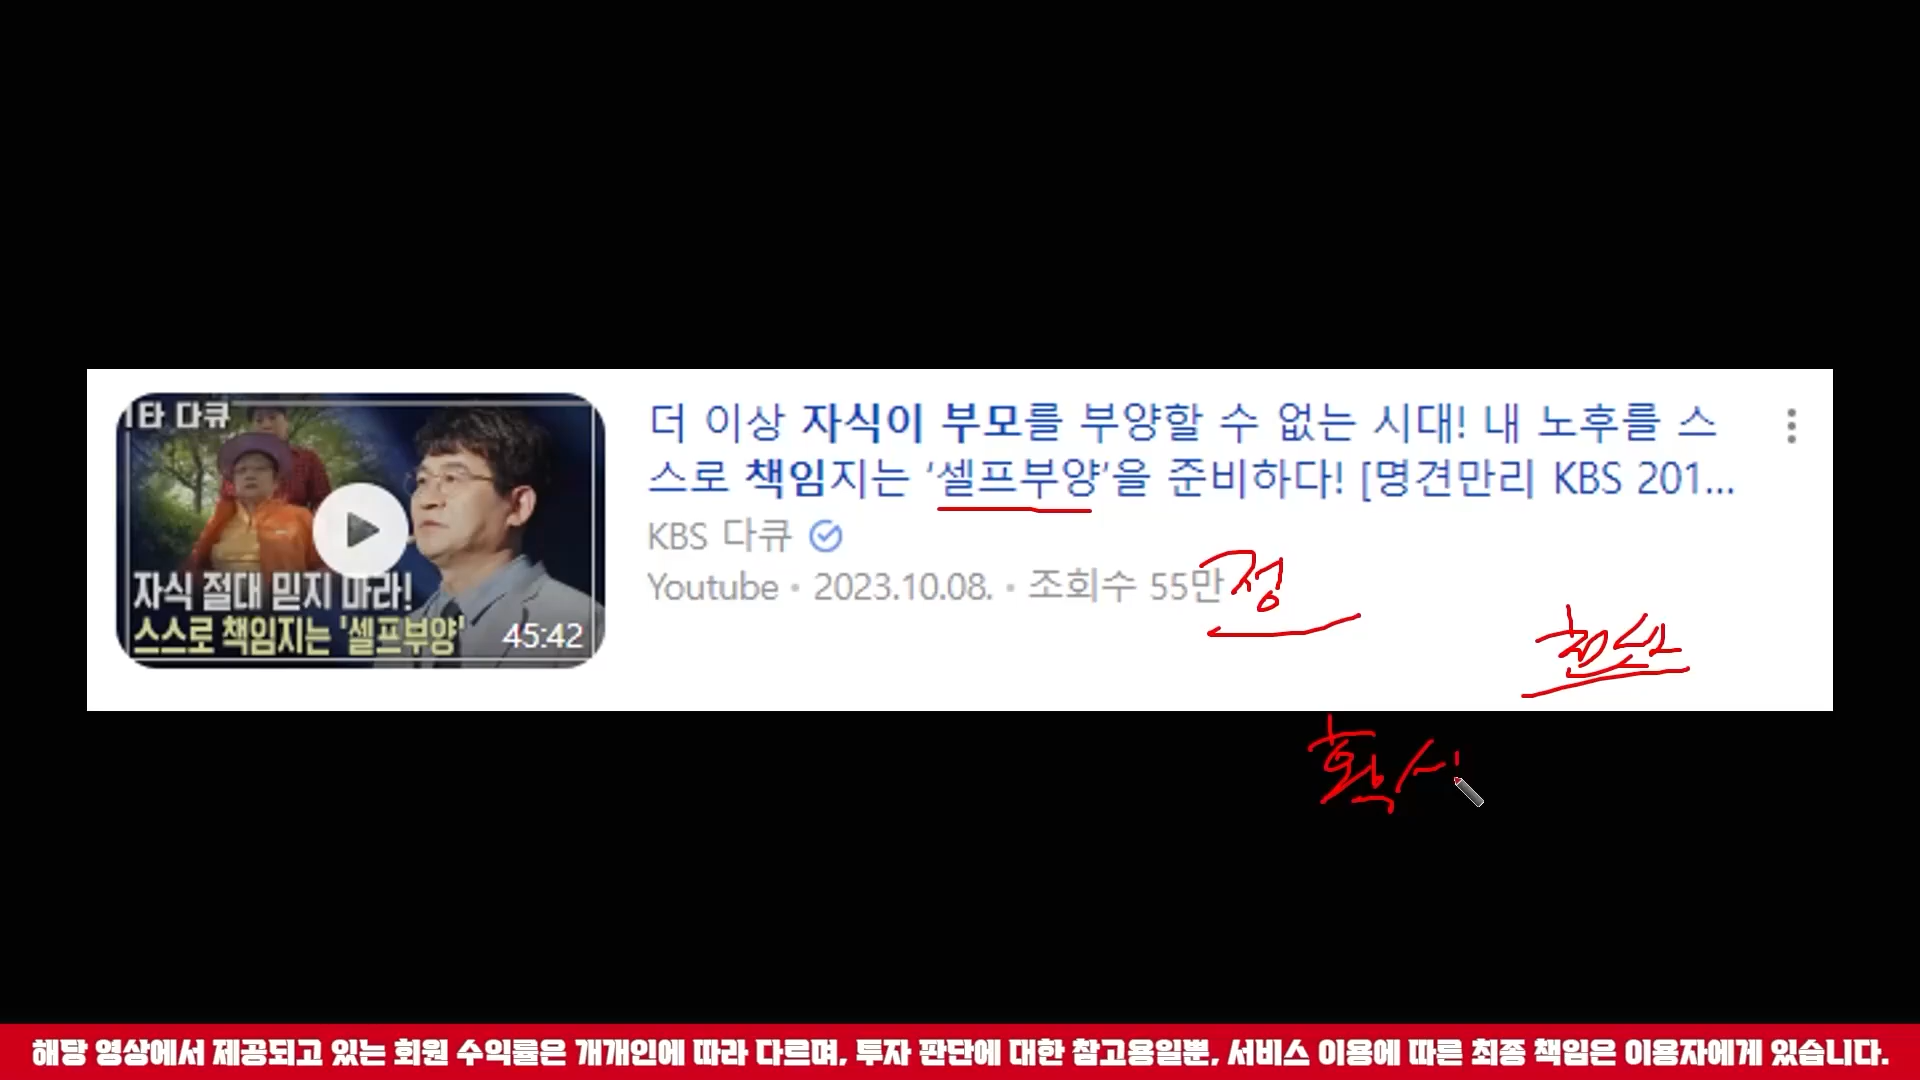 기타 다큐
자식 절대 믿지 마라!
스스로 책임지는 '셀프부양'
45:42
더 이상 자식이 부모를 부양할 수 없는 시대! 내 노후를 스
스로 책임지는 ‘셀프부양’을 준비하다! [명견만리 KBS 201...
KBS 다큐
Youtube • 2023.10.08. • 조회수 55만
정
해당 영상에서 제공되고 있는 회원 수익률은 개개인에 따라 다르며, 투자 판단에 대한 참고용일뿐, 서비스 이용에 따른 최종 책임은 이용자에게 있습니다.